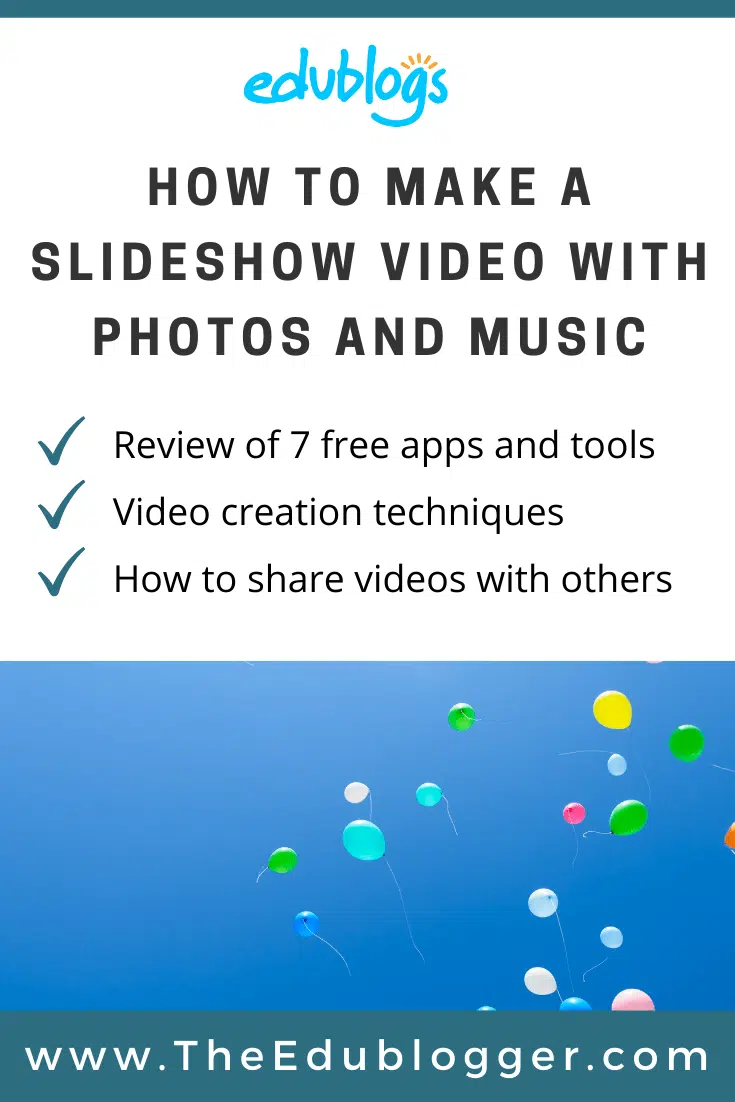 edublogs
HOW TO MAKE A
SLIDESHOW VIDEO WITH
PHOTOS AND MUSIC
Review of 7 free apps and tools
Video creation techniques
How to share videos with others
www.TheEdublogger.com